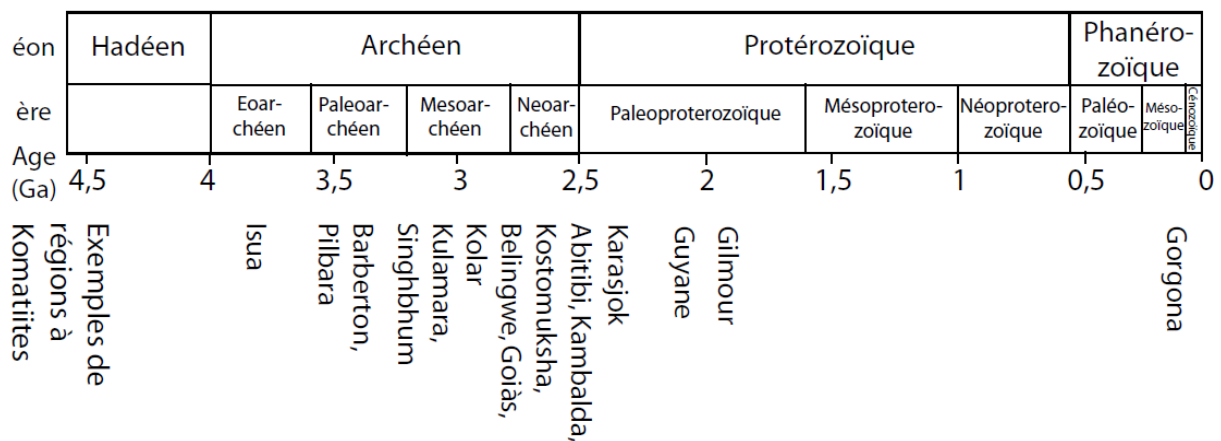 éon
Hadéen
Archéen
Protérozoïque
Phanéro-
zoïque
ère
Eoar-
chéen
Paleoar-
chéen
Mesoar-
chéen
Neoar-
chéen
Paleoproterozoïque
Mésoprotero-
zoïque
Néoprotero-
zoïque
Paléo-
zoïque
Méso-
zoïque
Cénozoïque
Age
(Ga)
4,5
4
3,5
3
2,5
2
1,5
1
0,5
0
Exemples de
régions à
Komatiites
Isua
Pilbara
Barberton,
Singhbhum
Kulamara,
Kolar
Belingwe, Goiàs,
Kostomuksha,
Abitibi, Kambalda,
Karasjok
Guyane
Gilmour
Gorgona